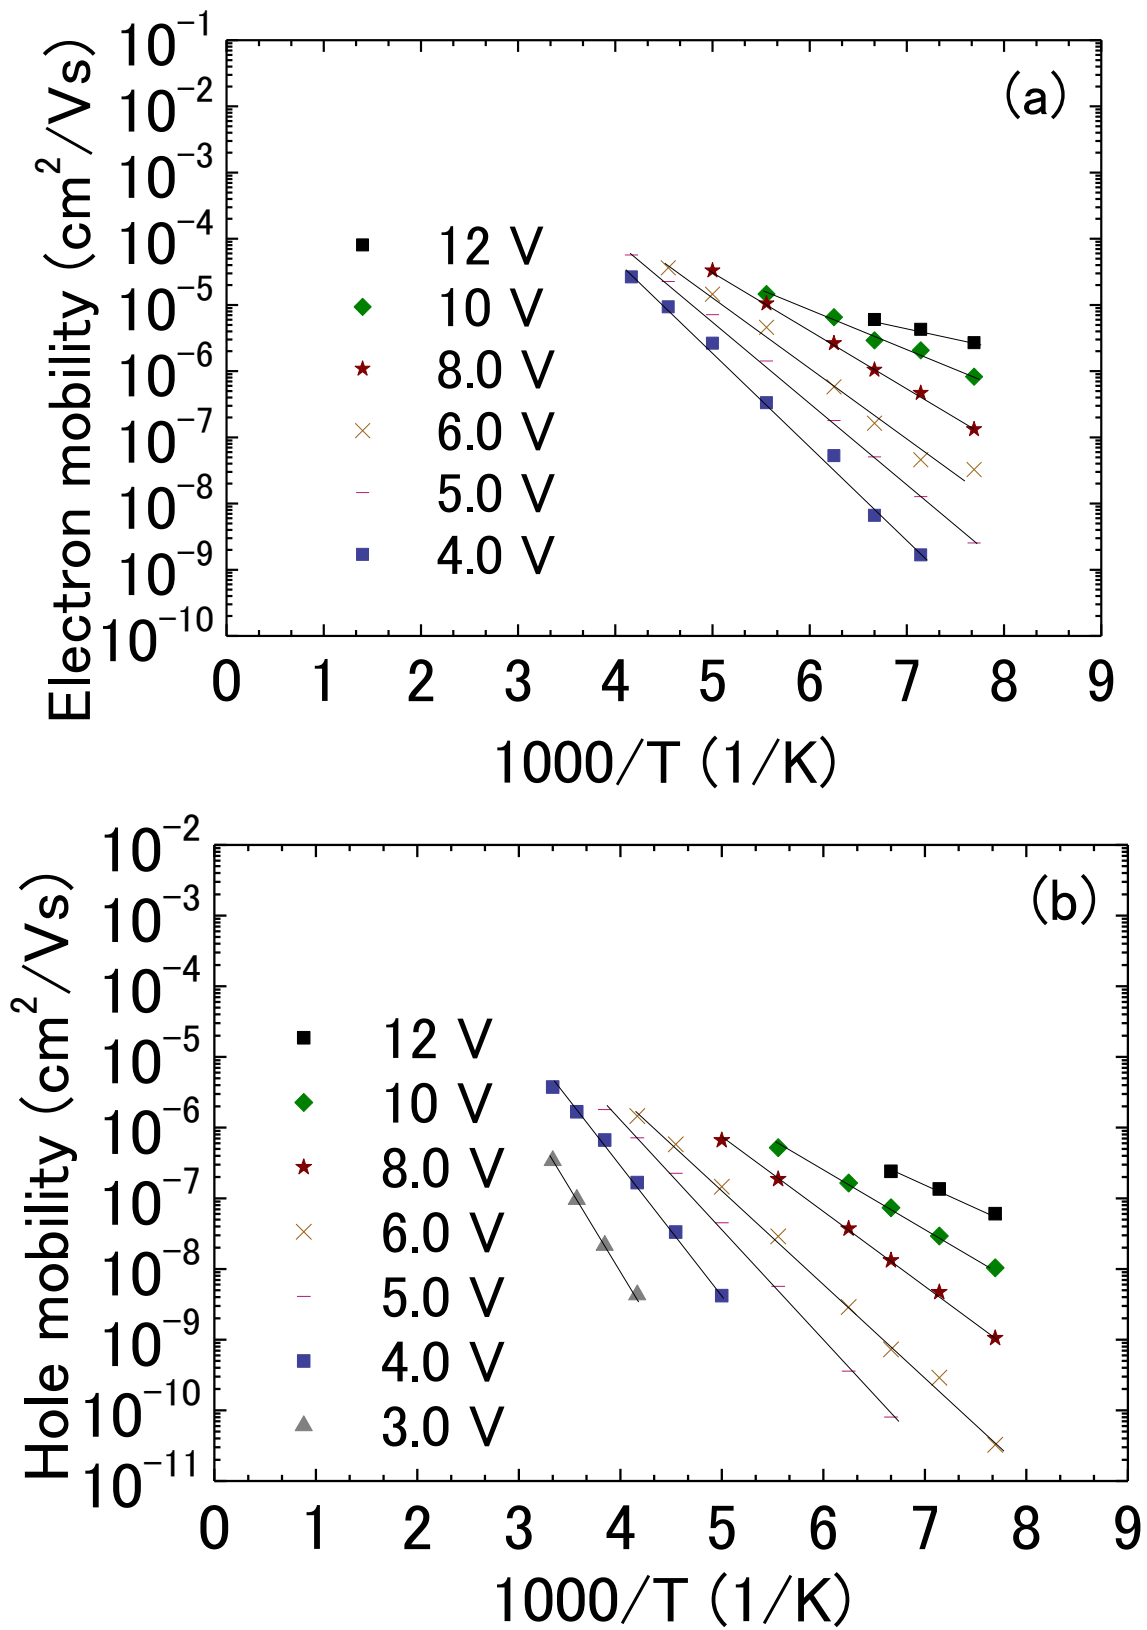 (a)
Electron mobility (cm²/Vs)
10⁻¹
10⁻²
10⁻³
10⁻⁴
10⁻⁵
10⁻⁶
10⁻⁷
10⁻⁸
10⁻⁹
10⁻¹⁰
12 V
10 V
8.0 V
6.0 V
5.0 V
4.0 V
0 1 2 3 4 5 6 7 8 9
1000/T (1/K)
(b)
Hole mobility (cm²/Vs)
10⁻²
10⁻³
10⁻⁴
10⁻⁵
10⁻⁶
10⁻⁷
10⁻⁸
10⁻⁹
10⁻¹⁰
10⁻¹¹
12 V
10 V
8.0 V
6.0 V
5.0 V
4.0 V
3.0 V
0 1 2 3 4 5 6 7 8 9
1000/T (1/K)